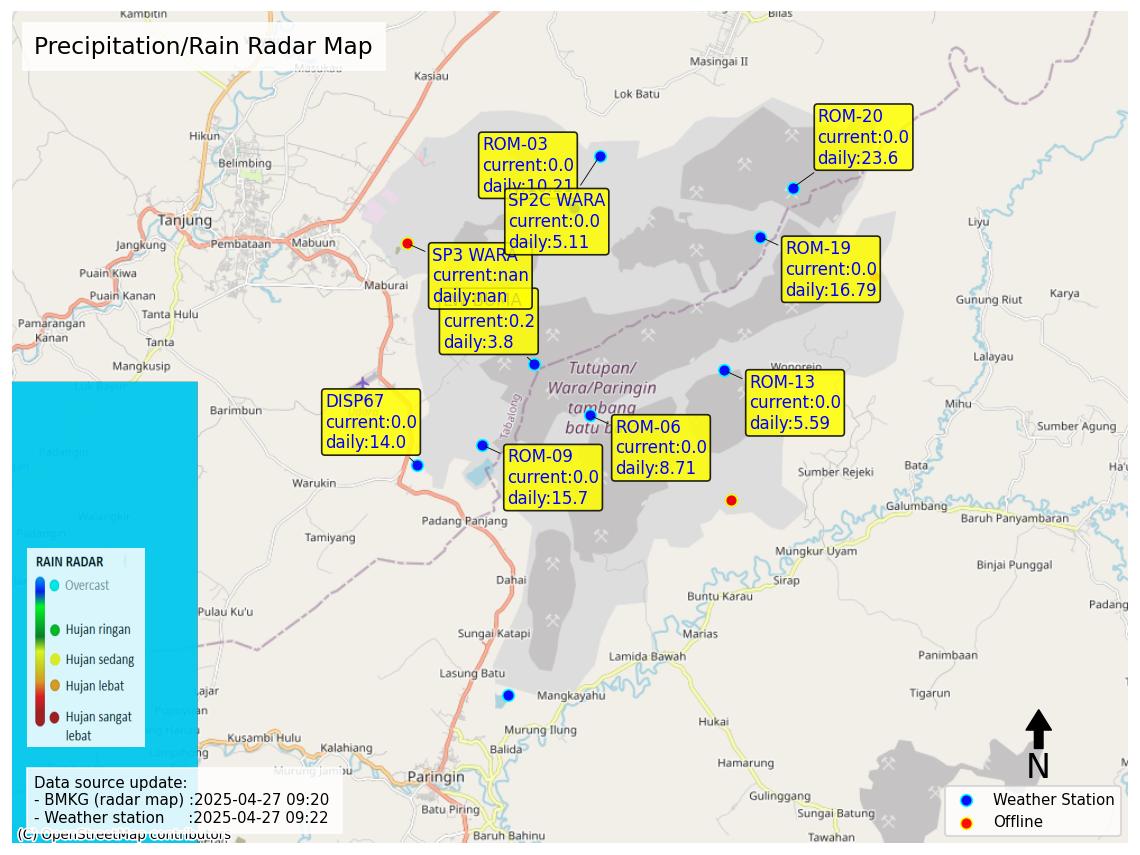 Kambitin
Bilas
Precipitation/Rain Radar Map
Masukau
Masingai II
Kasiau
Lok Batu
ROM-20
current:0.0
daily:23.6
Hikun
ROM-03
current:0.0
daily:10.21
Belimbing
SP2C WARA
current:0.0
daily:5.11
Tanjung
Liyu
Jangkung
Pembataan
Mabuun
SP3 WARA
current:nan
daily:nan
ROM-19
current:0.0
daily:16.79
Puain Kiwa
Maburai
Puain Kanan
Karya
Gunung Riut
Tanta Hulu
current:0.2
daily:3.8
Pamarangan
Kanan
Tanta
Lalayau
Mangkusip
Tutupan/
Wara/Paringin
tambang
batu b
Wonorejo
ROM-13
current:0.0
daily:5.59
Barimbun
DISP67
current:0.0
daily:14.0
Tabalong
Mihu
ROM-06
current:0.0
daily:8.71
Sumber Agung
Padangin
ROM-09
current:0.0
daily:15.7
Bata
Sumber Rejeki
Warukin
Galumbang
Walangkir
Padang Panjang
Baruh Panyambaran
Padangin
Tamiyang
Mungkur Uyam
Binjai Punggal
RAIN RADAR
Overcast
Hujan ringan
Hujan sedang
Hujan lebat
Hujan sangat
lebat
Dahai
Sirap
Buntu Karau
Padang
Pulau Ku'u
Sungai Katapi
Marias
Lamida Bawah
Panimbaan
Lasung Batu
Tigarun
Mangkayahu
Hukai
Murung Ilung
Kusambi Hulu
Kalahiang
Balida
Hamarung
N
Murung Jambu
Paringin
Data source update:
- BMKG (radar map) :2025-04-27 09:20
- Weather station :2025-04-27 09:22
Gulinggang
Weather Station
Offline
Batu Piring
Sungai Batung
(C) OpenStreetMap contributors
Baruh Bahinu
Tawahan